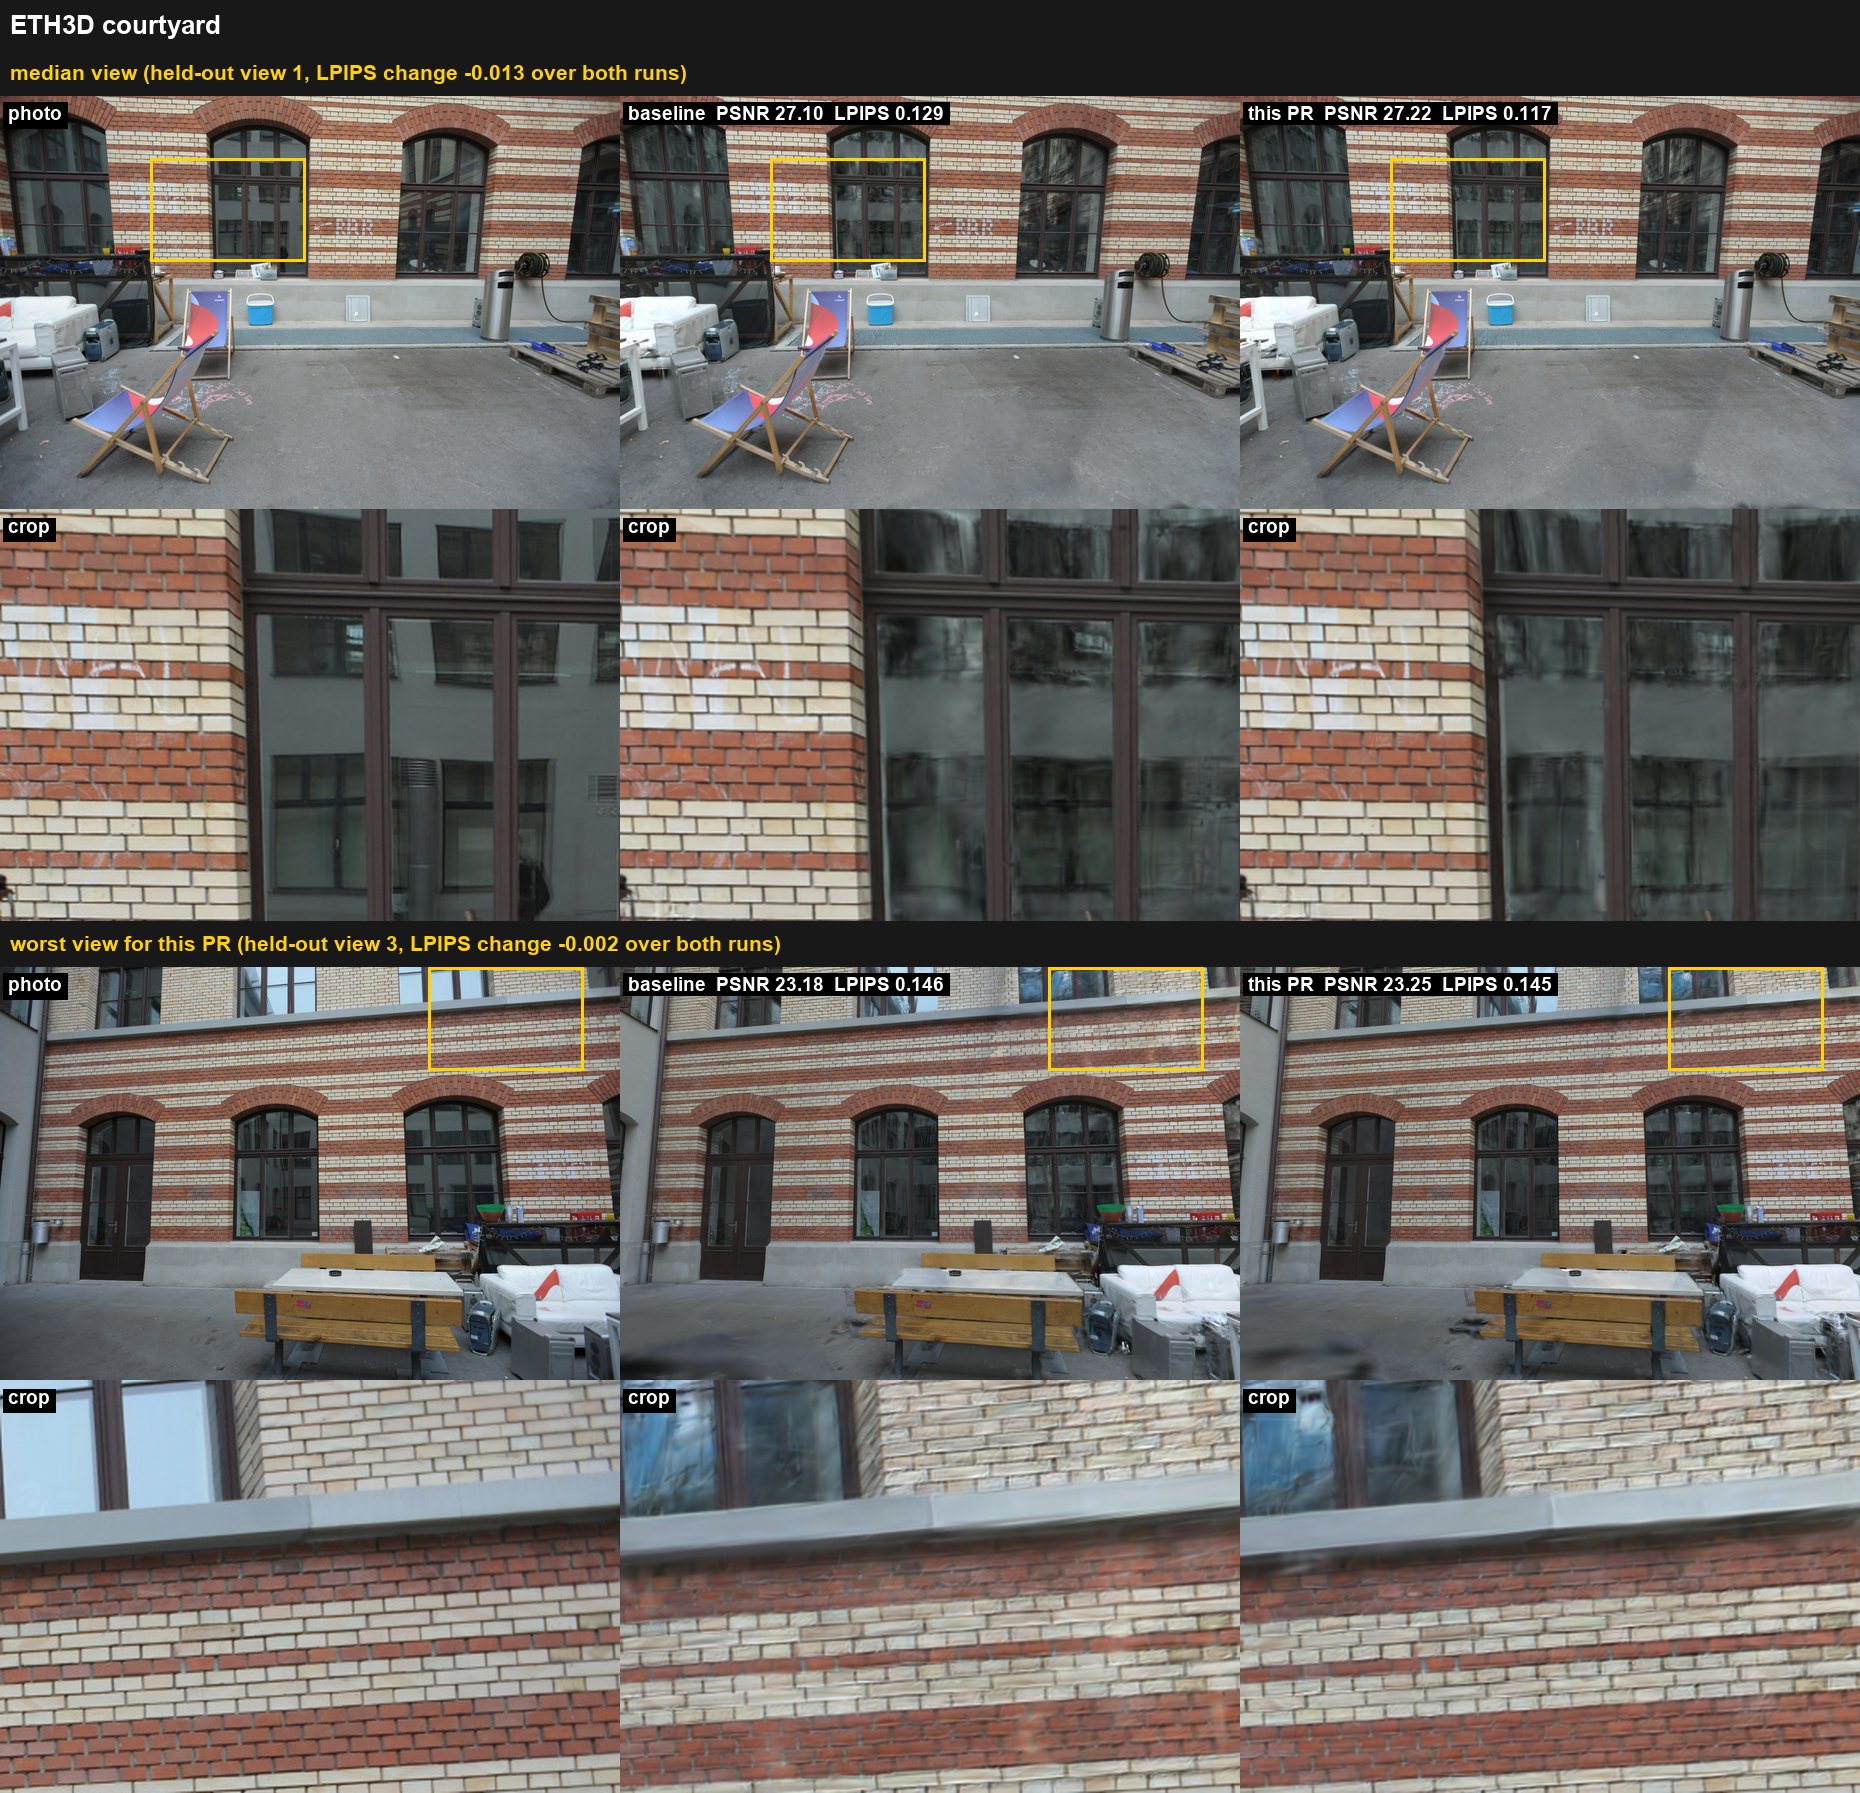 ETH3D courtyard
median view (held-out view 1, LPIPS change -0.013 over both runs)
photo
baseline PSNR 27.10 LPIPS 0.129
this PR PSNR 27.22 LPIPS 0.117
crop
crop
crop
worst view for this PR (held-out view 3, LPIPS change -0.002 over both runs)
photo
baseline PSNR 23.18 LPIPS 0.146
this PR PSNR 23.25 LPIPS 0.145
crop
crop
crop